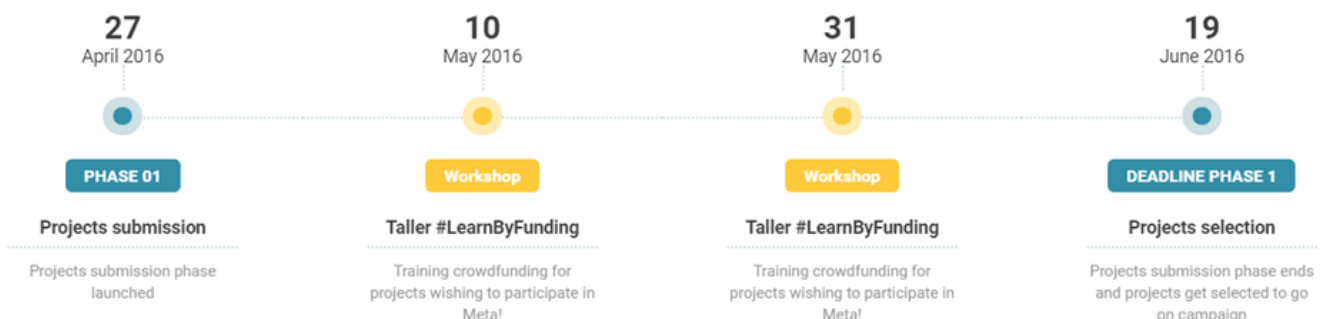 27
April 2016
PHASE 01
Projects submission
Projects submission phase
launched
10
May 2016
Workshop
Taller #LearnByFunding
Training crowdfunding for
projects wishing to participate in
Meta!
31
May 2016
Workshop
Taller #LearnByFunding
Training crowdfunding for
projects wishing to participate in
Meta!
19
June 2016
DEADLINE PHASE 1
Projects selection
Projects submission phase ends
and projects get selected to go
on campaign